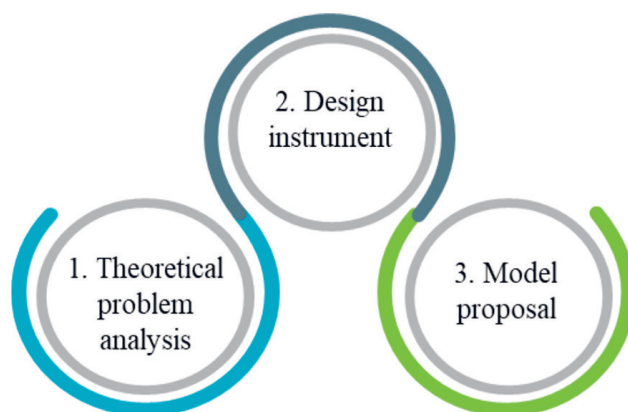 1. Theoretical
problem
analysis
2. Design
instrument
3. Model
proposal